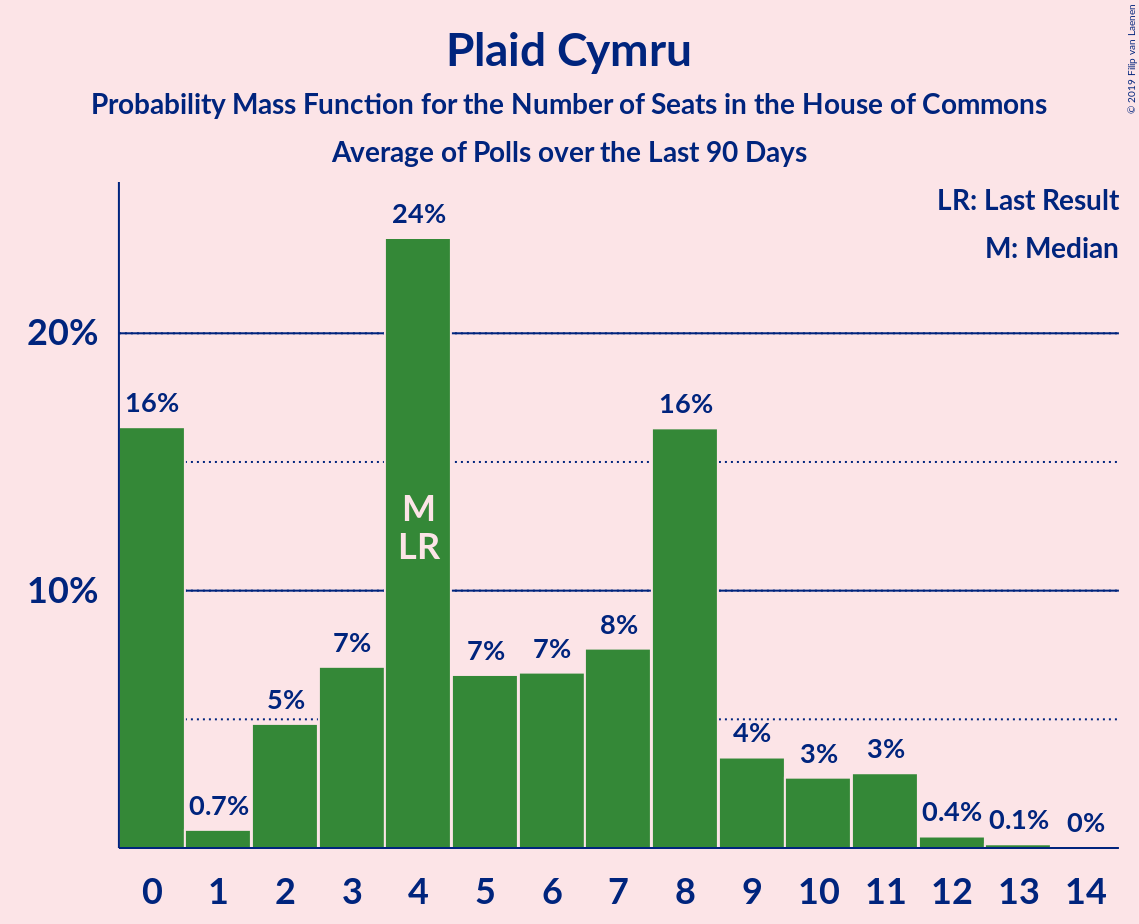 Plaid Cymru
Probability Mass Function for the Number of Seats in the House of Commons
Average of Polls over the Last 90 Days
© 2019 Filip van Laenen
LR: Last Result
M: Median
24%
20%
16%
16%
M
LR
10%
8%
7%
7%
7%
5%
4%
3%
3%
0.7%
0.4%
0.1%
0%
0 1 2 3 4 5 6 7 8 9 10 11 12 13 14